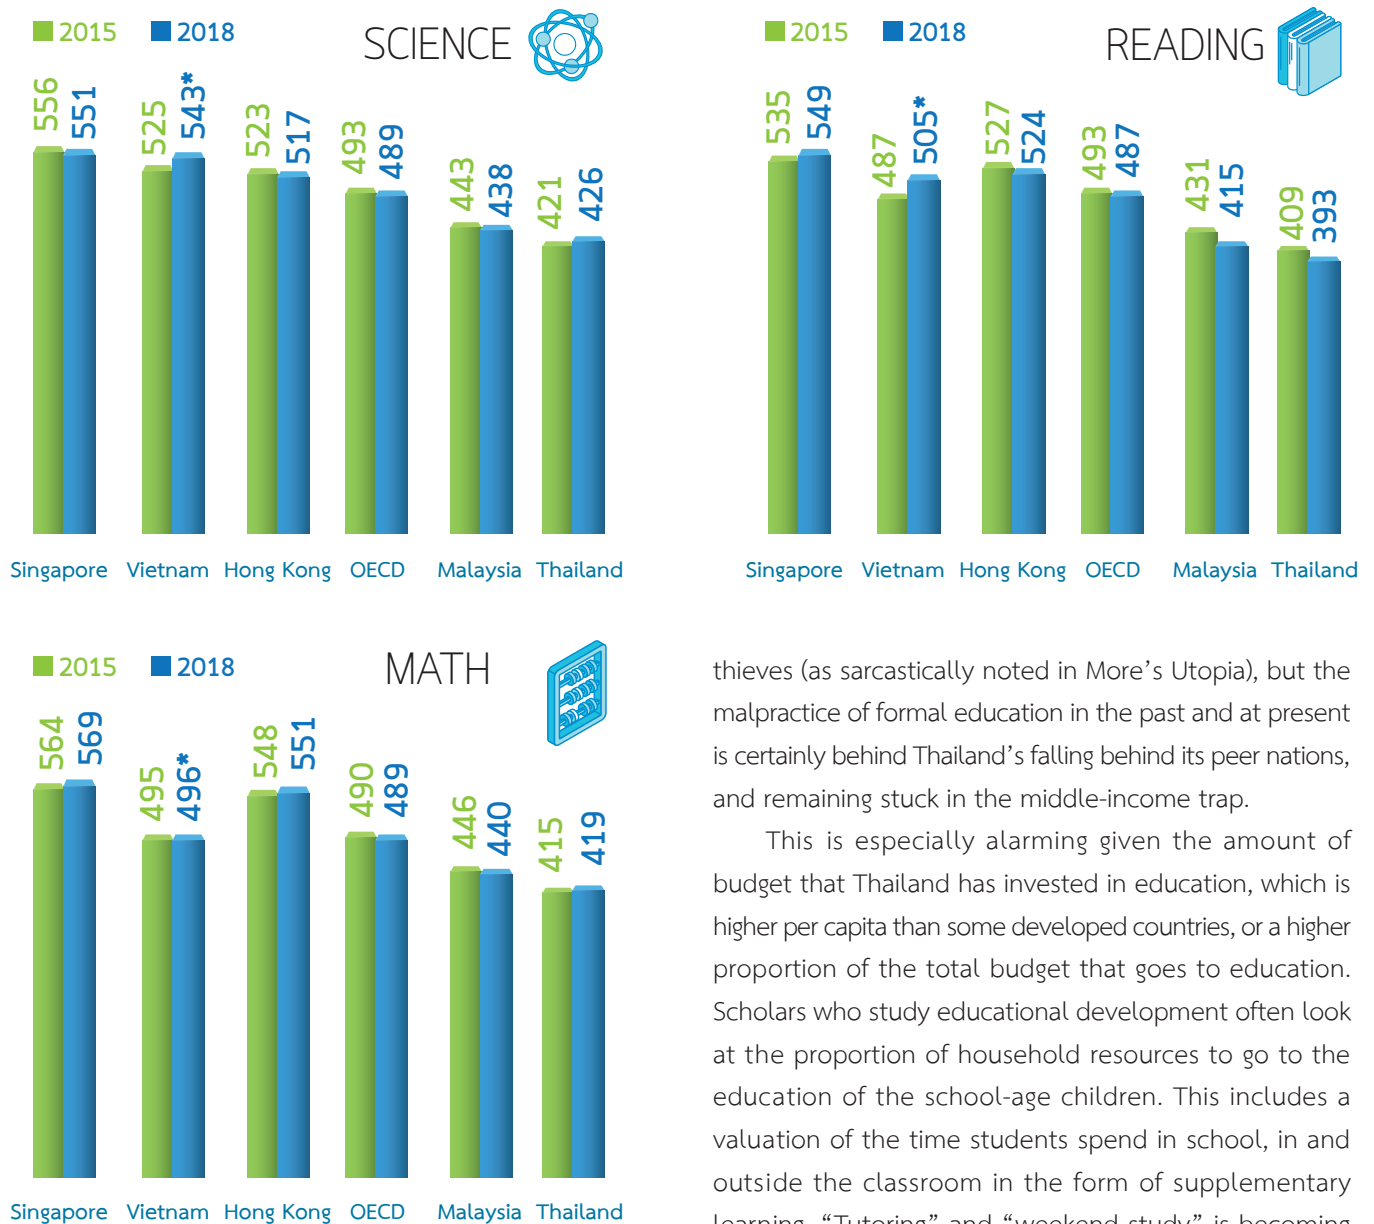 2015 2018 SCIENCE
556 551 525 543* 523 517 493 489 443 438 421 426
Singapore Vietnam Hong Kong OECD Malaysia Thailand
2015 2018 READING
535 549 487 505* 527 524 493 487 431 415 409 393
Singapore Vietnam Hong Kong OECD Malaysia Thailand
2015 2018 MATH
564 569 495 496* 548 551 490 489 446 440 415 419
Singapore Vietnam Hong Kong OECD Malaysia Thailand
thieves (as sarcastically noted in More's Utopia), but the
malpractice of formal education in the past and at present
is certainly behind Thailand's falling behind its peer nations,
and remaining stuck in the middle-income trap.
This is especially alarming given the amount of
budget that Thailand has invested in education, which is
higher per capita than some developed countries, or a higher
proportion of the total budget that goes to education.
Scholars who study educational development often look
at the proportion of household resources to go to the
education of the school-age children. This includes a
valuation of the time students spend in school, in and
outside the classroom in the form of supplementary
learning. “Tutoring” and “weekend study” is becoming